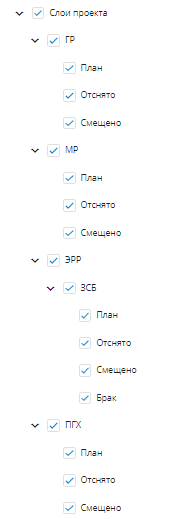 Слои проекта
ГР
План
Отснято
Смещено
МР
План
Отснято
Смещено
ЭРР
ЗСБ
План
Отснято
Смещено
Брак
ПГХ
План
Отснято
Смещено